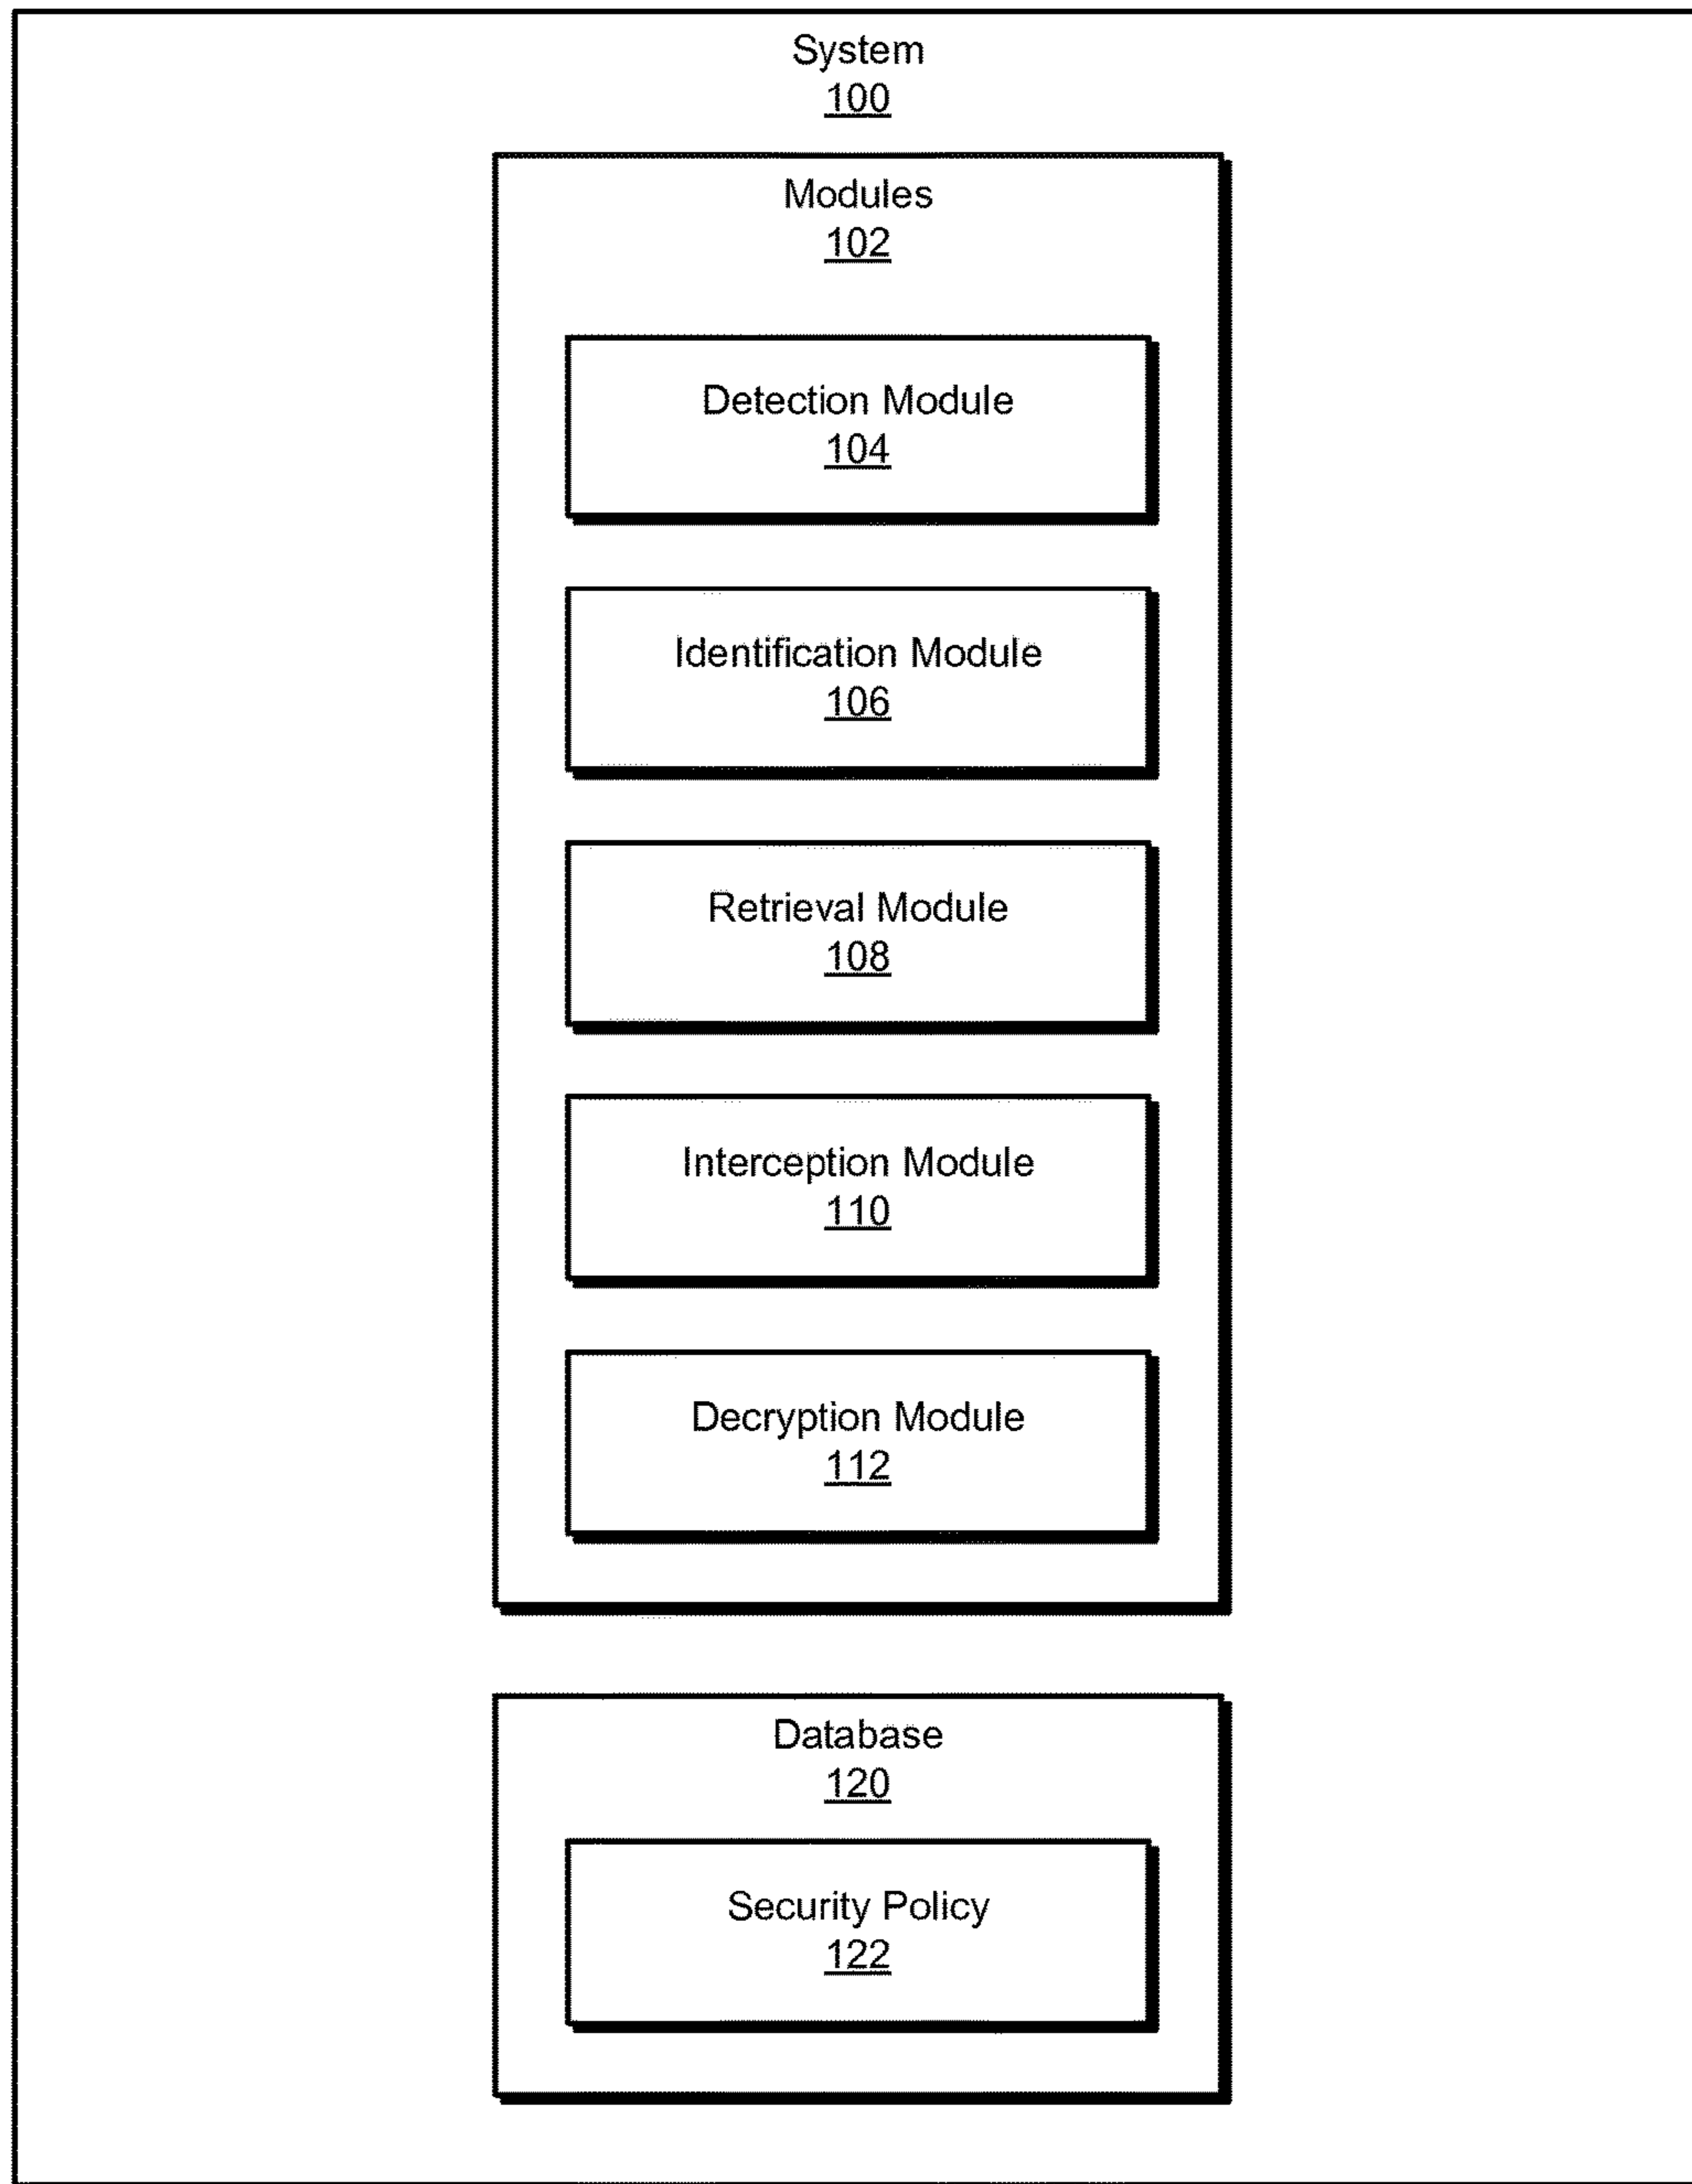 System
100
Modules
102
Detection Module
104
Identification Module
106
Retrieval Module
108
Interception Module
110
Decryption Module
112
Database
120
Security Policy
122